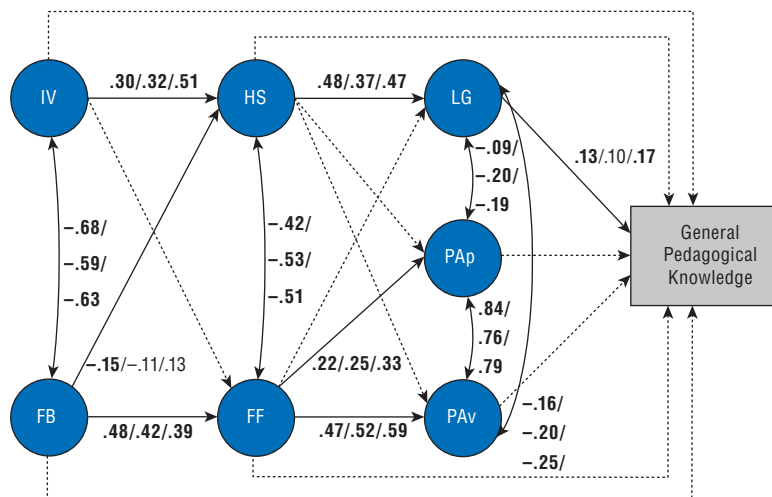 .30/.32/.51
.48/.37/.47
IV
HS
LG
–.09/
–.20/
–.19
.13/.10/.17
–.68/
–.59/
–.63
–.42/
–.53/
–.51
PAp
General
Pedagogical
Knowledge
.84/
.76/
.79
–.15/–.11/.13
.22/.25/.33
FB
FF
PAv
.48/.42/.39
.47/.52/.59
–.16/
–.20/
–.25/